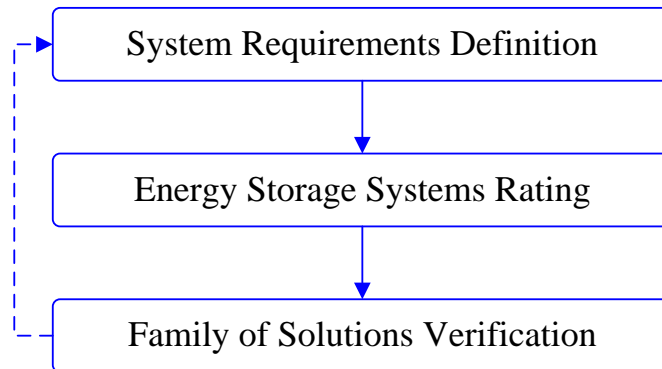 System Requirements Definition
Energy Storage Systems Rating
Family of Solutions Verification